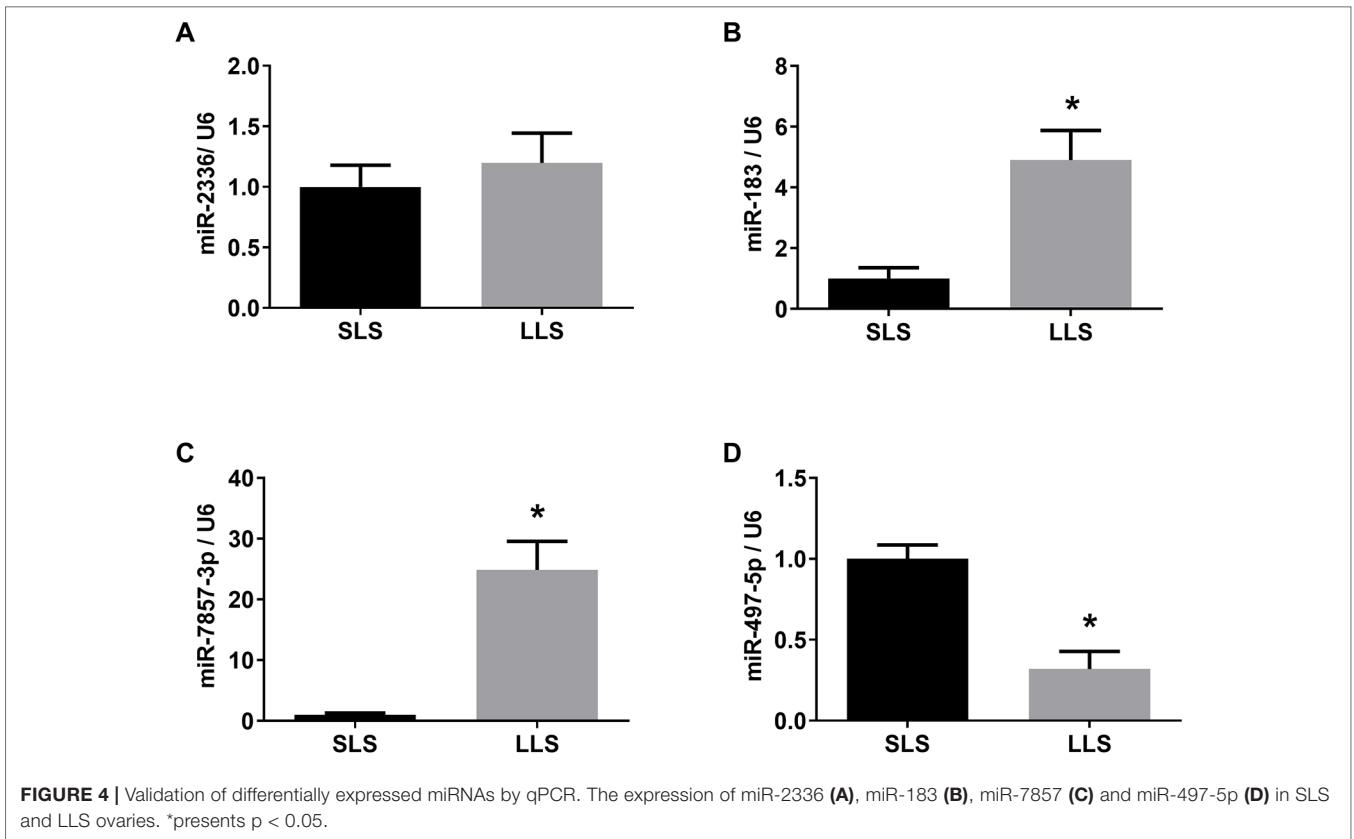 A
2.0
1.5
1.0
0.5
0.0
miR-2336/ U6
SLS
LLS
B
8
6
4
2
0
miR-183 / U6
*
SLS
LLS
C
40
30
20
10
0
miR-7857-3p / U6
*
SLS
LLS
D
1.5
1.0
0.5
0.0
miR-497-5p / U6
*
SLS
LLS
FIGURE 4 | Validation of differentially expressed miRNAs by qPCR. The expression of miR-2336 (A), miR-183 (B), miR-7857 (C) and miR-497-5p (D) in SLS
and LLS ovaries. *presents p < 0.05.